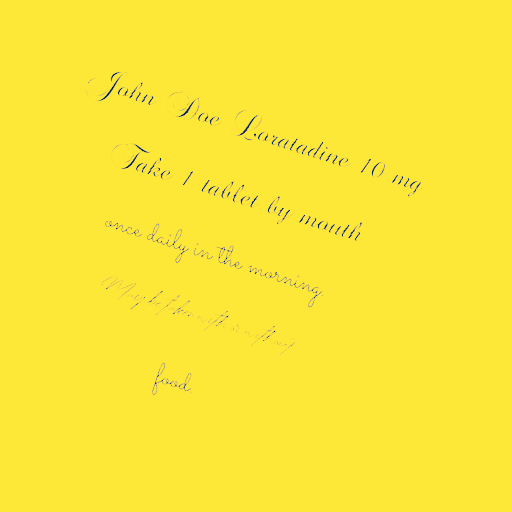 John Doe Loratadine 10 mg
Take 1 tablet by mouth
once daily in the morning.
May be taken with or without
food.